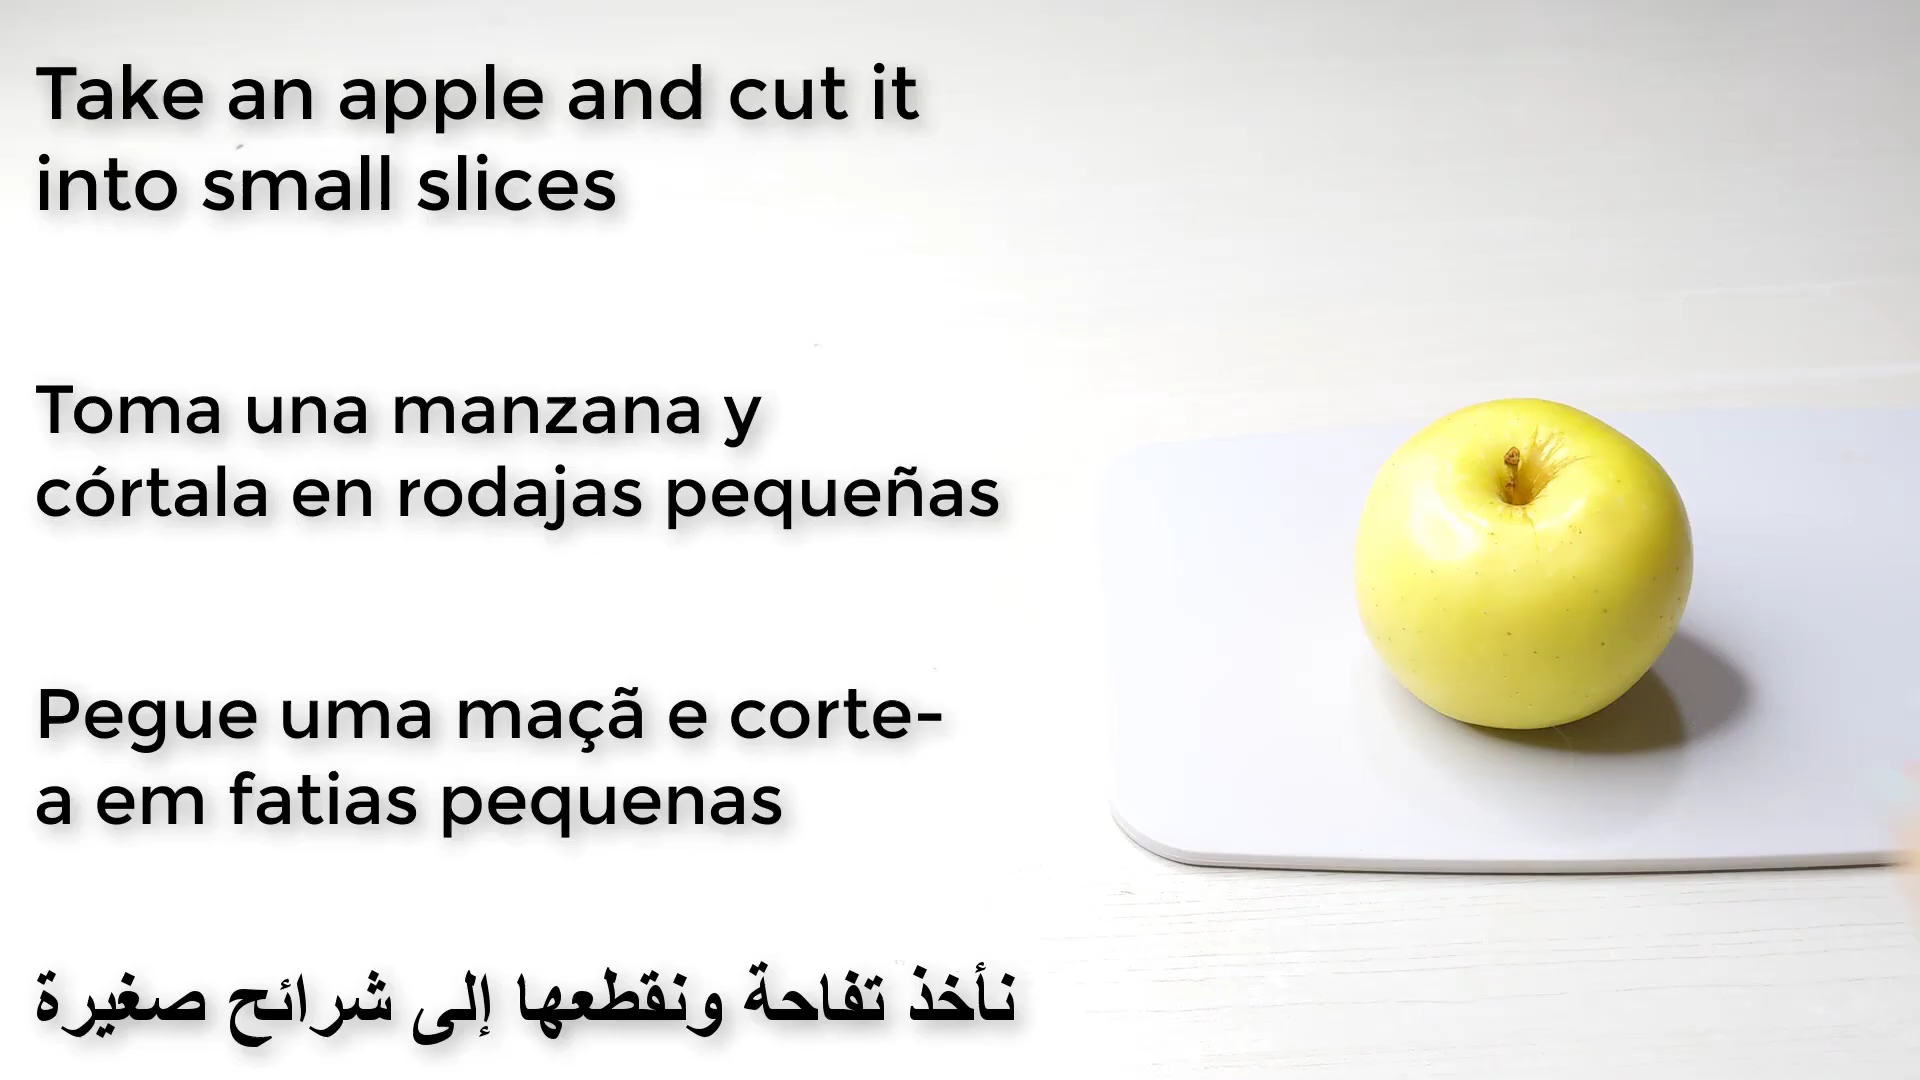 Take an apple and cut it
into small slices
Toma una manzana y
córtala en rodajas pequeñas
Pegue uma maçã e corte-
a em fatias pequenas
نأخذ تفاحة ونقطعها إلى شرائح صغيرة